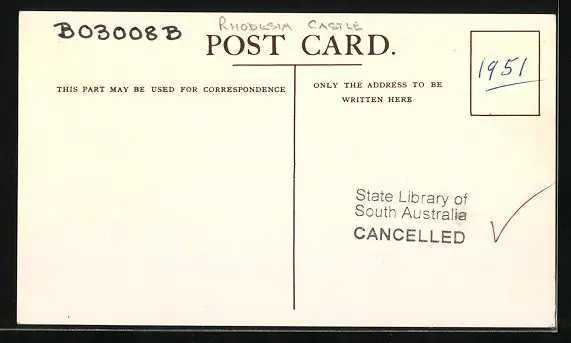 B03008B
RHODESIA CASTLE
POST CARD.
THIS PART MAY BE USED FOR CORRESPONDENCE
ONLY THE ADDRESS TO BE
WRITTEN HERE
1951
State Library of
South Australia
CANCELLED